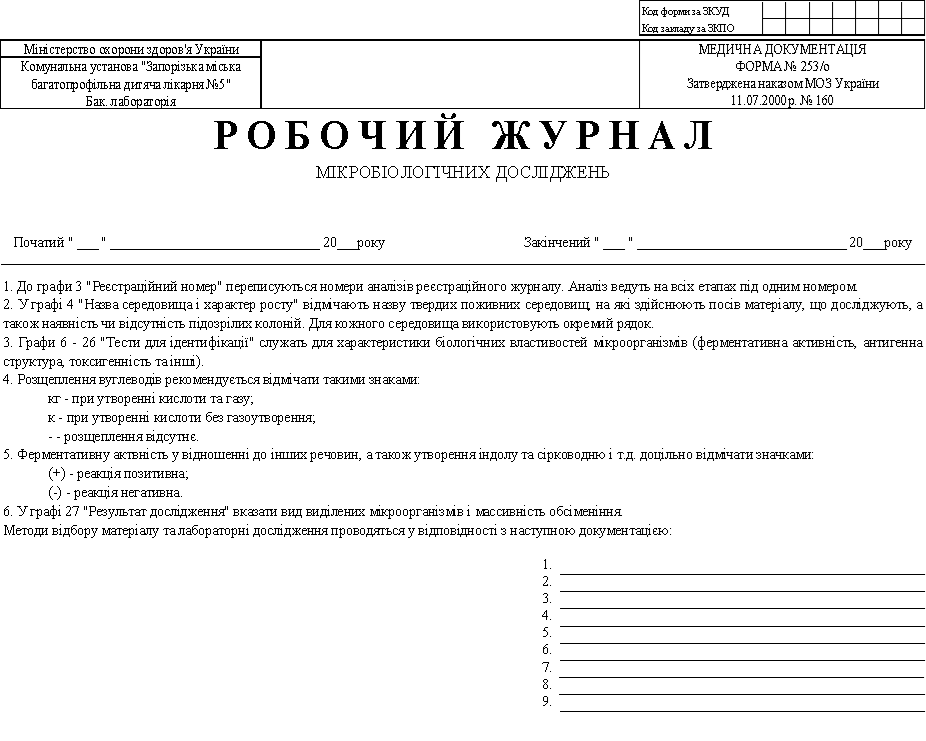 Код форми за ЗКУД
Код закладу за ЗКПО
Міністерство охорони здоров'я України
Комунальна установа "Запорізька міська
багатопрофільна дитяча лікарня №5"
Бак. лабораторія
МЕДИЧНА ДОКУМЕНТАЦІЯ
ФОРМА № 253/о
Затверджена наказом МОЗ України
11.07.2000р. № 160
РОБОЧИЙ ЖУРНАЛ
МІКРОБІОЛОГІЧНИХ ДОСЛІДЖЕНЬ
Початий " ___ " ______________________________ 20___року Закінчений " ___ " ______________________________ 20___року
1. До графи 3 "Реєстраційний номер" переписуються номери аналізів реєстраційного журналу. Аналіз ведуть на всіх етапах під одним номером.
2. У графі 4 "Назва середовища і характер росту" відмічають назву твердих поживних середовищ, на які здійснюють посів матеріалу, що досліджують, а
також наявність чи відсутність підозрілих колоній. Для кожного середовища використовують окремий рядок.
3. Графи 6 - 26 "Тести для ідентифікації" служать для характеристики біологічних властивостей мікроорганізмів (ферментативна активність, антигенна
структура, токсигенність та інші).
4. Розщеплення вуглеводів рекомендується відмічати такими знаками:
кг - при утворенні кислоти та газу;
к - при утворенні кислоти без газоутворення;
- - розщеплення відсутнє.
5. Ферментативну актвність у відношенні до інших речовин, а також утворення індолу та сірководню і т.д. доцільно відмічати значками:
(+) - реакція позитивна;
(-) - реакція негативна.
6. У графі 27 "Результат дослідження" вказати вид виділених мікроорганізмів і массивність обсіменіння.
Методи відбору матеріалу та лабораторні дослідження проводяться у відповідності з наступною документацією:
1.
2.
3.
4.
5.
6.
7.
8.
9.